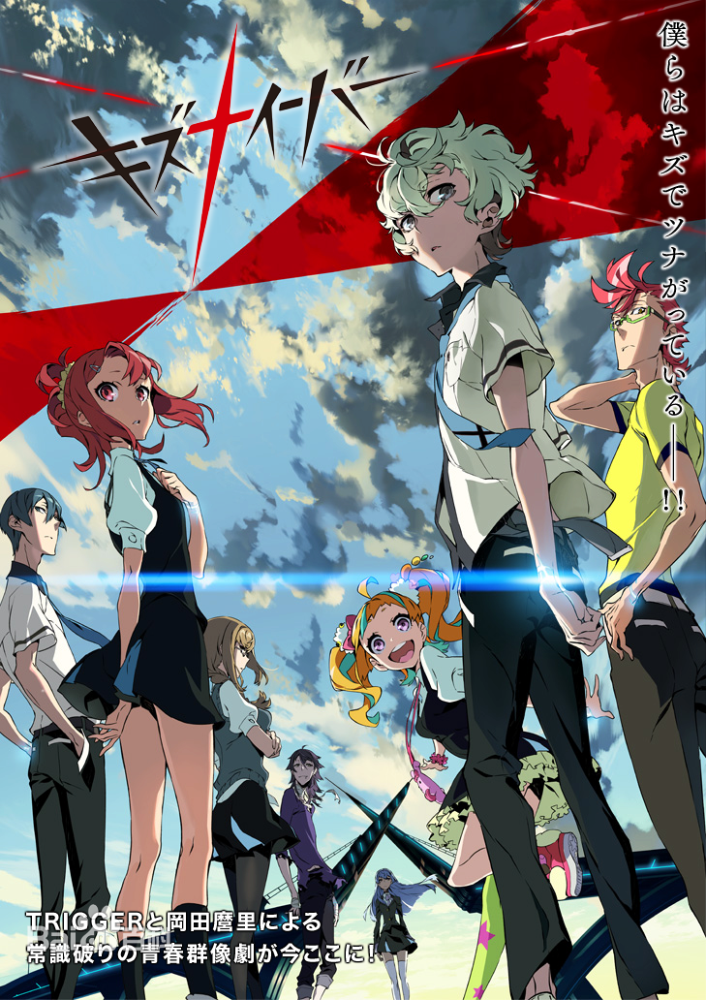 キズナイーバー
僕らはキズでツナがっている――!!
TRIGGERと岡田麿里による
常識破りの青春群像劇が今ここに!